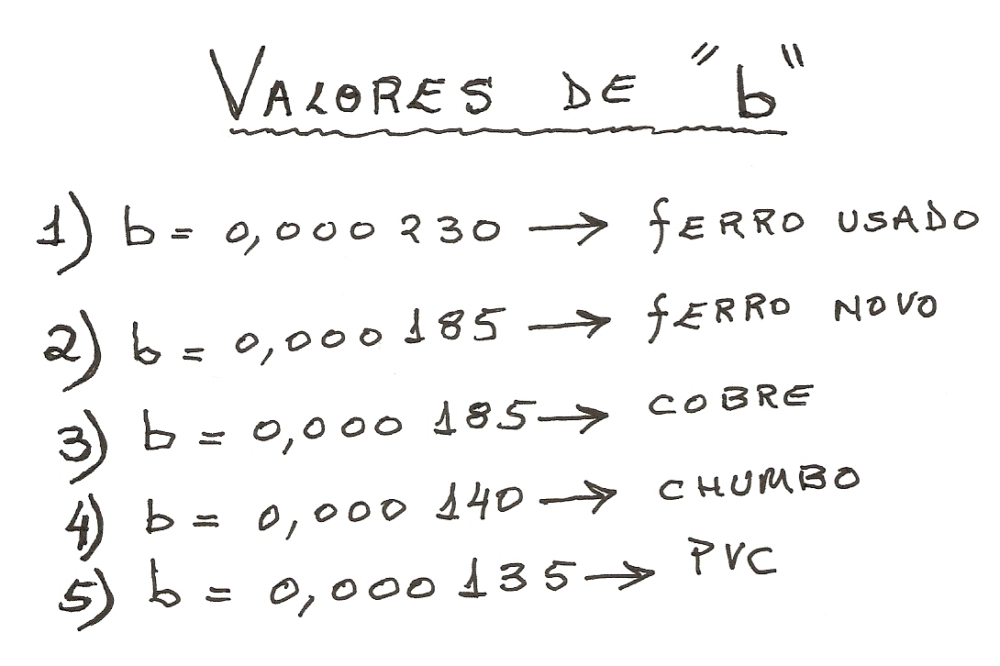 VALORES DE "b"
1) b = 0,000 230 → FERRO USADO
2) b = 0,000 185 → FERRO NOVO
3) b = 0,000 185 → COBRE
4) b = 0,000 140 → CHUMBO
5) b = 0,000 135 → PVC